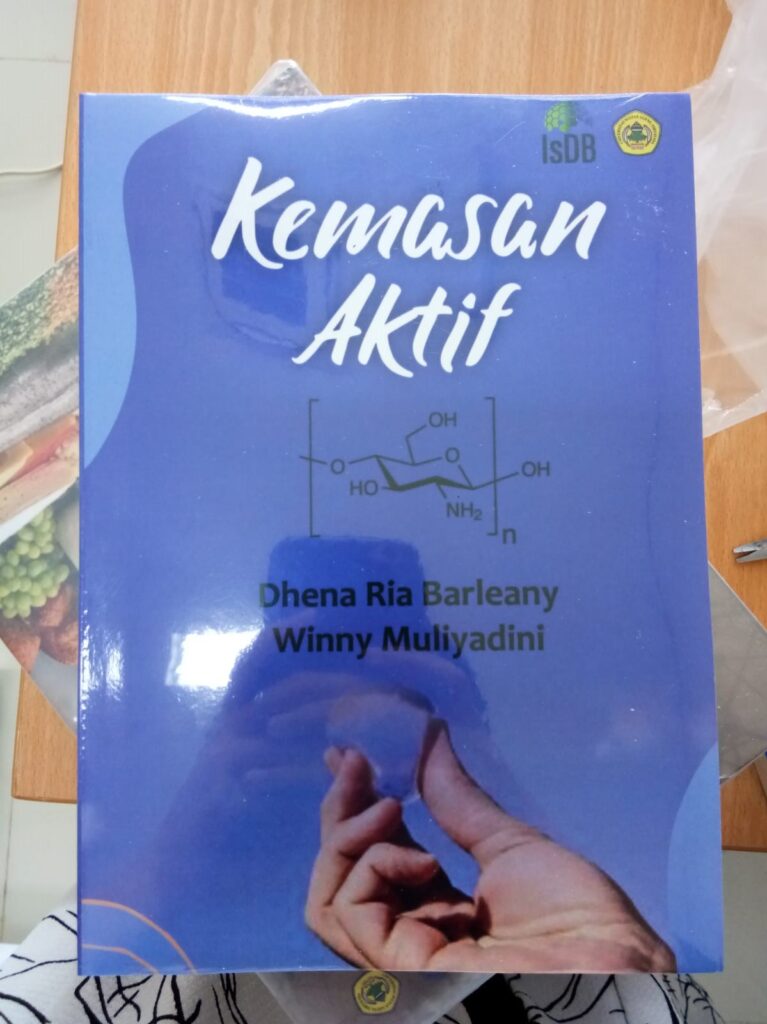 IsDB
Kemasan
Aktif
OH
O
O
OH
HO
NH₂
n
Dhena Ria Barleany
Winny Muliyadini